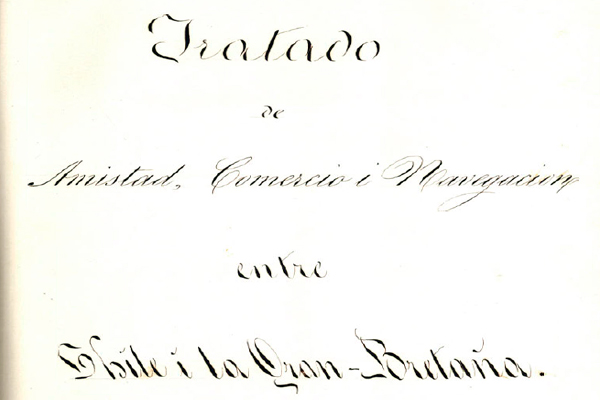 Tratado
de
Amistad, Comercio i Navegacion
entre
Chile i la Gran-Bretaña.